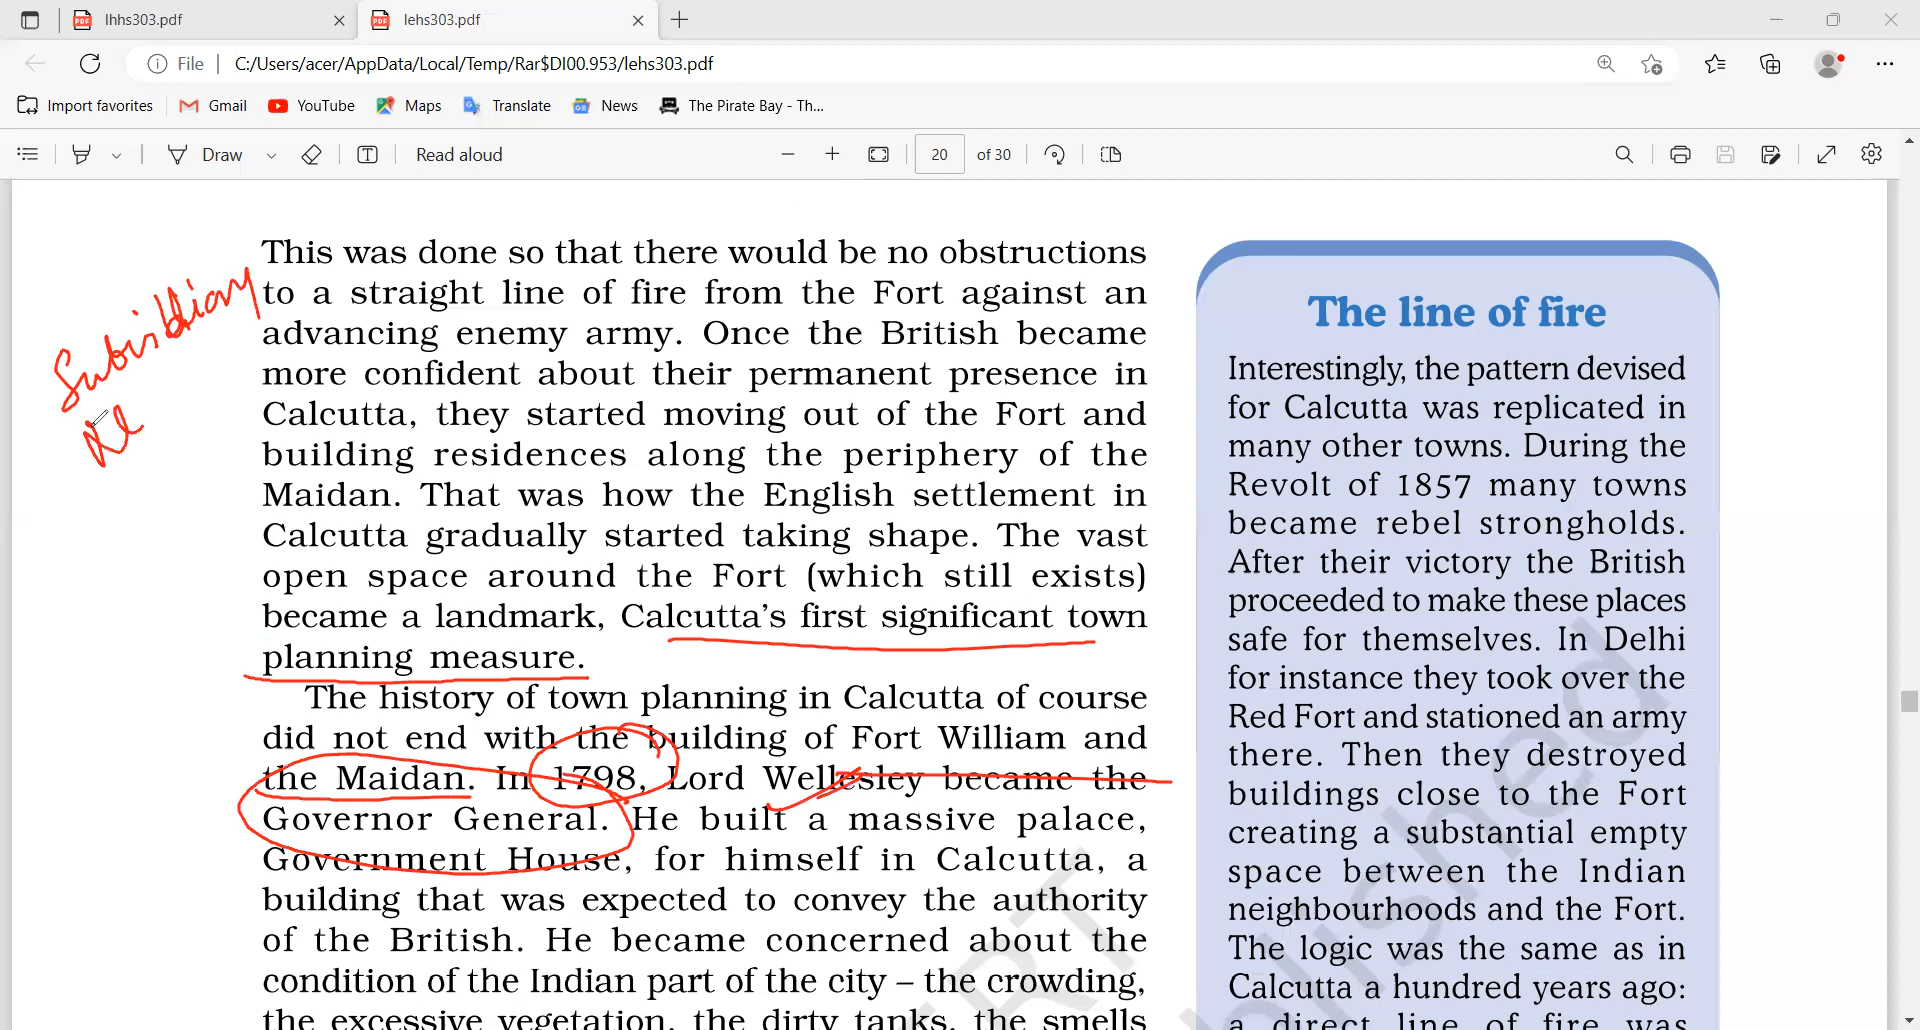 lhhs303.pdf
lehs303.pdf
File
C:/Users/acer/AppData/Local/Temp/Rar$DI00.953/lehs303.pdf
Import favorites
Gmail
YouTube
Maps
Translate
News
The Pirate Bay - Th...
Draw
Read aloud
20
of 30
This was done so that there would be no obstructions
to a straight line of fire from the Fort against an
advancing enemy army. Once the British became
more confident about their permanent presence in
Calcutta, they started moving out of the Fort and
building residences along the periphery of the
Maidan. That was how the English settlement in
Calcutta gradually started taking shape. The vast
open space around the Fort (which still exists)
became a landmark, Calcutta's first significant town
planning measure.
The history of town planning in Calcutta of course
did not end with the building of Fort William and
the Maidan. In 1798, Lord Wellesley became the
Governor General. He built a massive palace,
Government House, for himself in Calcutta, a
building that was expected to convey the authority
of the British. He became concerned about the
condition of the Indian part of the city – the crowding,
the excessive vegetation, the dirty tanks, the smells
The line of fire
Interestingly, the pattern devised
for Calcutta was replicated in
many other towns. During the
Revolt of 1857 many towns
became rebel strongholds.
After their victory the British
proceeded to make these places
safe for themselves. In Delhi
for instance they took over the
Red Fort and stationed an army
there. Then they destroyed
buildings close to the Fort
creating a substantial empty
space between the Indian
neighbourhoods and the Fort.
The logic was the same as in
Calcutta a hundred years ago:
a direct line of fire was